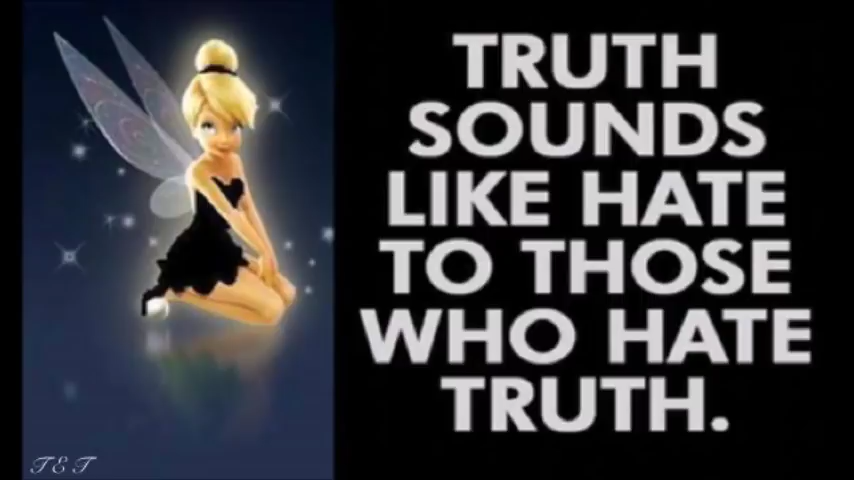 TRUTH
SOUNDS
LIKE HATE
TO THOSE
WHO HATE
TRUTH.
T&T